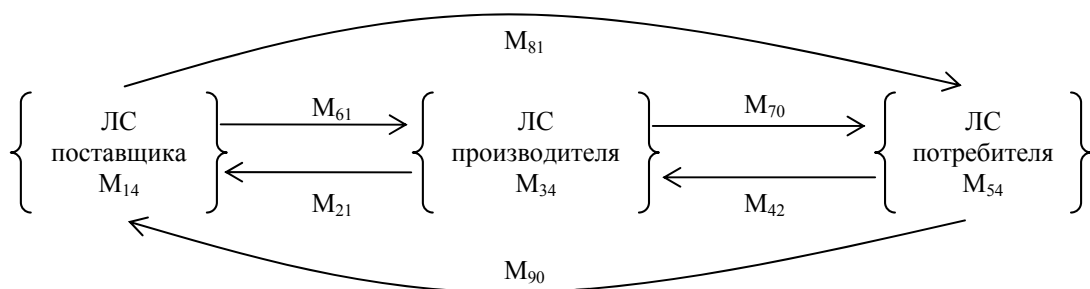 M₈₁
ЛС
поставщика
M₁₄
M₆₁
M₂₁
ЛС
производителя
M₃₄
M₇₀
M₄₂
ЛС
потребителя
M₅₄
M₉₀